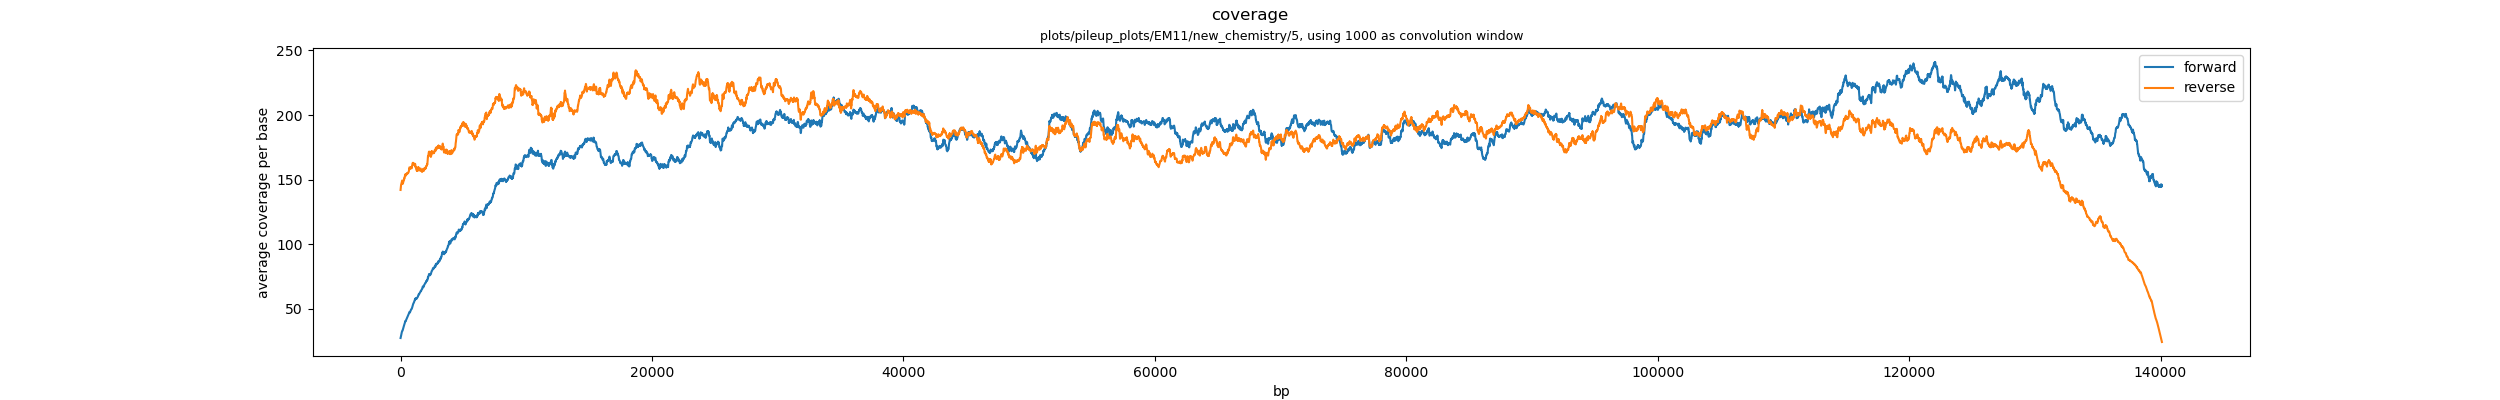 coverage
plots/pileup_plots/EM11/new_chemistry/5, using 1000 as convolution window
250
200
150
100
50
average coverage per base
forward
reverse
0
20000
40000
60000
80000
100000
120000
140000
bp